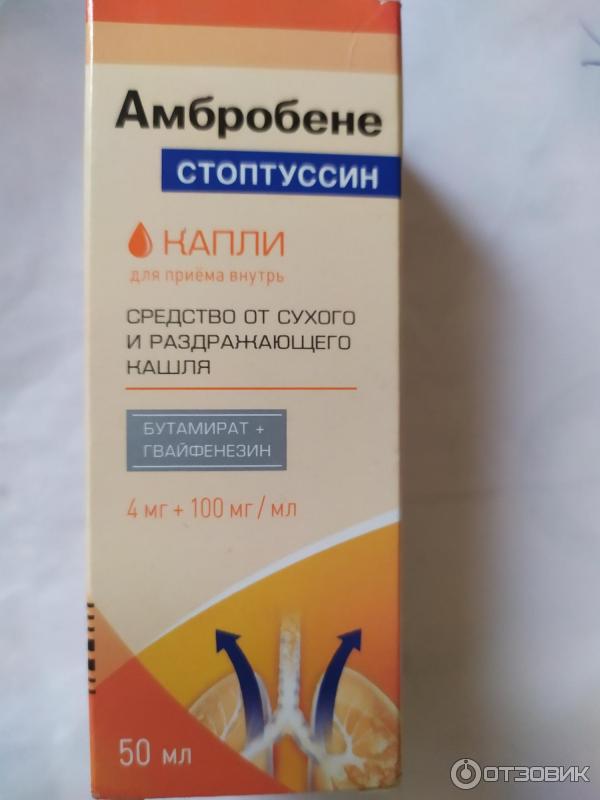 Амбробене
СТОПТУССИН
КАПЛИ
для приёма внутрь
СРЕДСТВО ОТ СУХОГО
И РАЗДРАЖАЮЩЕГО
КАШЛЯ
БУТАМИРАТ +
ГВАЙФЕНЕЗИН
4 мг + 100 мг/мл
50 мл
ОТЗОВИК